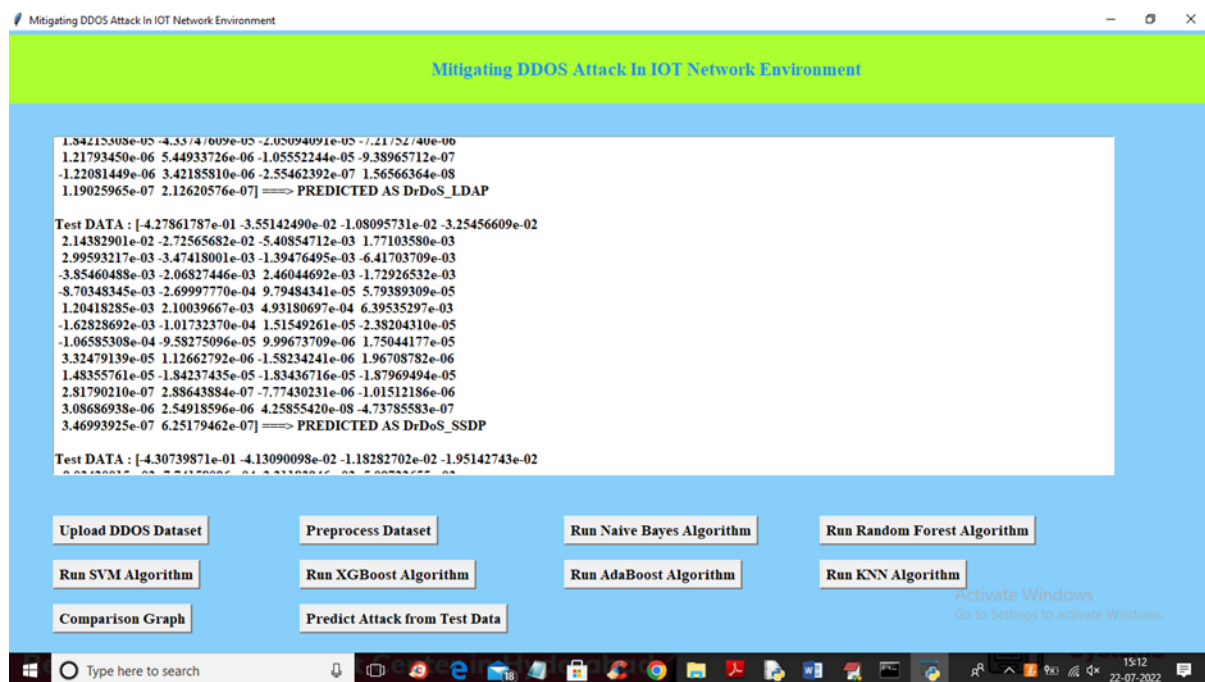 Mitigating DDOS Attack In IOT Network Environment
Mitigating DDOS Attack In IOT Network Environment
1.84215308e-05 -4.33747609e-05 -2.05094091e-05 -7.21752740e-06
1.21793450e-06 5.44933726e-06 -1.05552244e-05 -9.38965712e-07
-1.22081449e-06 3.42185810e-06 -2.55462392e-07 1.56566364e-08
1.19025965e-07 2.12620576e-07] ===> PREDICTED AS DrDoS_LDAP
Test DATA : [-4.27861787e-01 -3.55142490e-02 -1.08095731e-02 -3.25456609e-02
2.14382901e-02 -2.72565682e-02 -5.40854712e-03 1.77103580e-03
2.99593217e-03 -3.47418001e-03 -1.39476495e-03 -6.41703709e-03
-3.85460488e-03 -2.06827446e-03 2.46044692e-03 -1.72926532e-03
-8.70348345e-03 -2.69997770e-04 9.79484341e-05 5.79389309e-05
1.20418285e-03 2.10039667e-03 4.93180697e-04 6.39535297e-03
-1.62828692e-03 -1.01732370e-04 1.51549261e-05 -2.38204310e-05
-1.06585308e-04 -9.58275096e-05 9.99673709e-06 1.75044177e-05
3.32479139e-05 1.12662792e-06 -1.58234241e-06 1.96708782e-06
1.48355761e-05 -1.84237435e-05 -1.83436716e-05 -1.87969494e-05
2.81790210e-07 2.88643884e-07 -7.77430231e-06 -1.01512186e-06
3.08686938e-06 2.54918596e-06 4.25855420e-08 -4.73785583e-07
3.46993925e-07 6.25179462e-07] ===> PREDICTED AS DrDoS_SSDP
Test DATA : [-4.30739871e-01 -4.13090098e-02 -1.18282702e-02 -1.95142743e-02
Upload DDOS Dataset Preprocess Dataset Run Naive Bayes Algorithm Run Random Forest Algorithm
Run SVM Algorithm Run XGBoost Algorithm Run AdaBoost Algorithm Run KNN Algorithm
Activate Windows
Go to Settings to activate Windows.
Comparison Graph Predict Attack from Test Data
Type here to search
18
15:12
22-07-2022